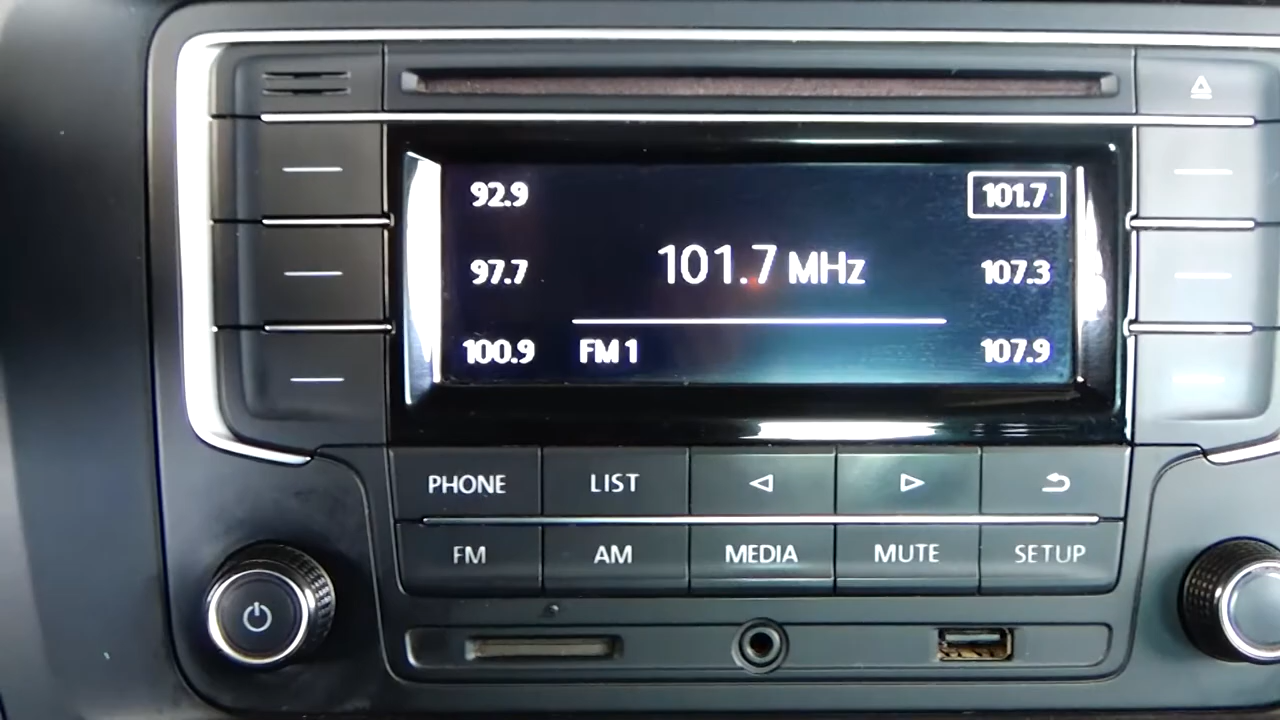 92.9 101.7
101.7 MHz
97.7 107.3
100.9 FM 1 107.9
PHONE LIST
FM AM MEDIA MUTE SETUP